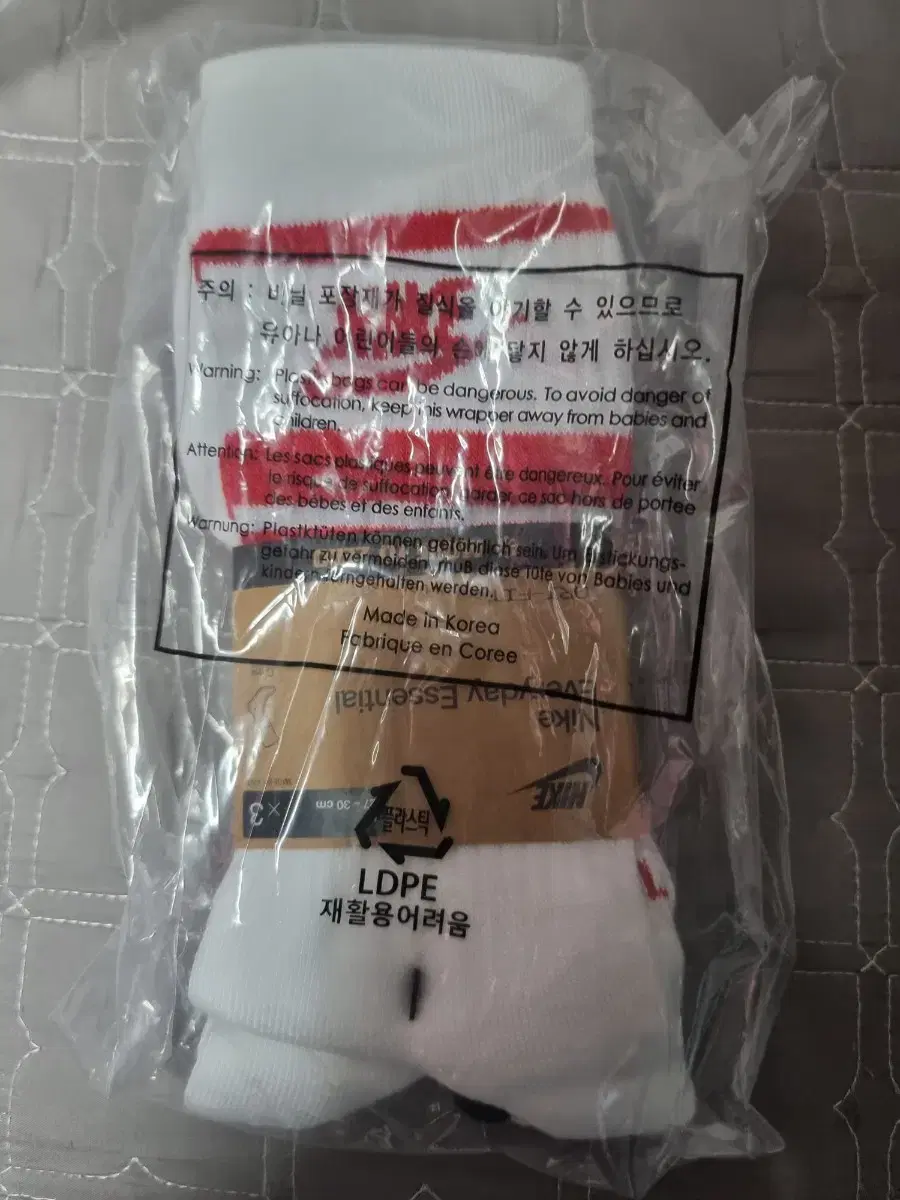 주의 : 비닐 포장재가 질식을 야기할 수 있으므로
유아나 어린이들의 손에 닿지 않게 하십시오.
Warning: Plastic bags can be dangerous. To avoid danger of
suffocation, keep this wrapper away from babies and
children.
Attention: Les sacs plastiques peuvent être dangereux. Pour éviter
le risque de suffocation, garder ce sac hors de portee
des bébés et des enfants.
Warnung: Plastiktüten können gefährlich sein. Um Erstickungs-
gefahr zu vermeiden, muß diese Tüte von Babies und
kindern ferngehalten werden.
Made in Korea
Fabrique en Coree
DRI-FIT
Nike
Everyday Essential
NIKE
27 - 30 cm
×3
플라스틱
LDPE
재활용어려움
L